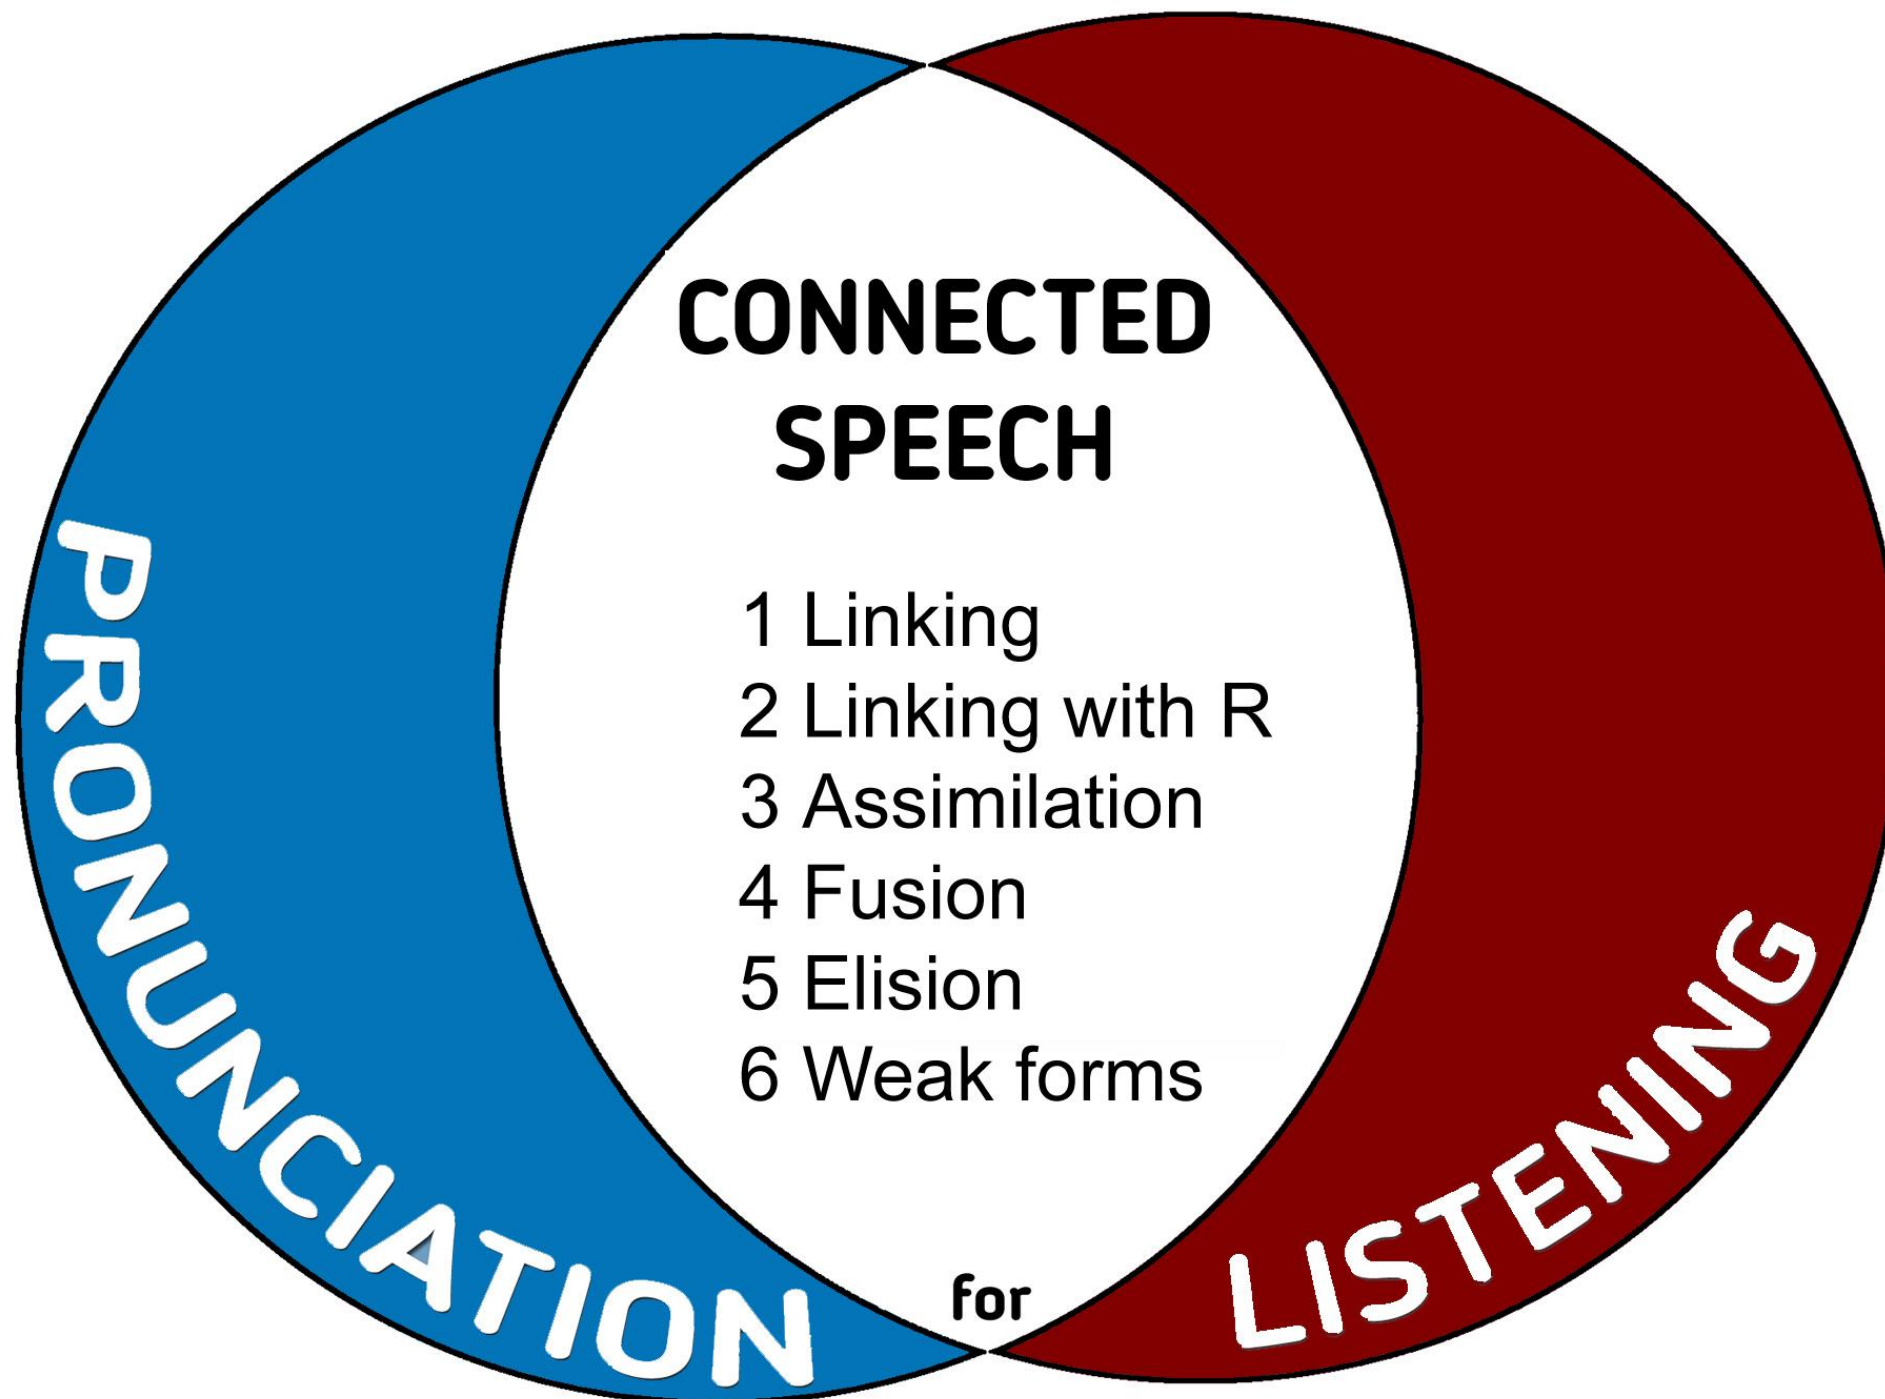 CONNECTED
SPEECH
1 Linking
2 Linking with R
3 Assimilation
4 Fusion
5 Elision
6 Weak forms
PRONUNCIATION
for
LISTENING